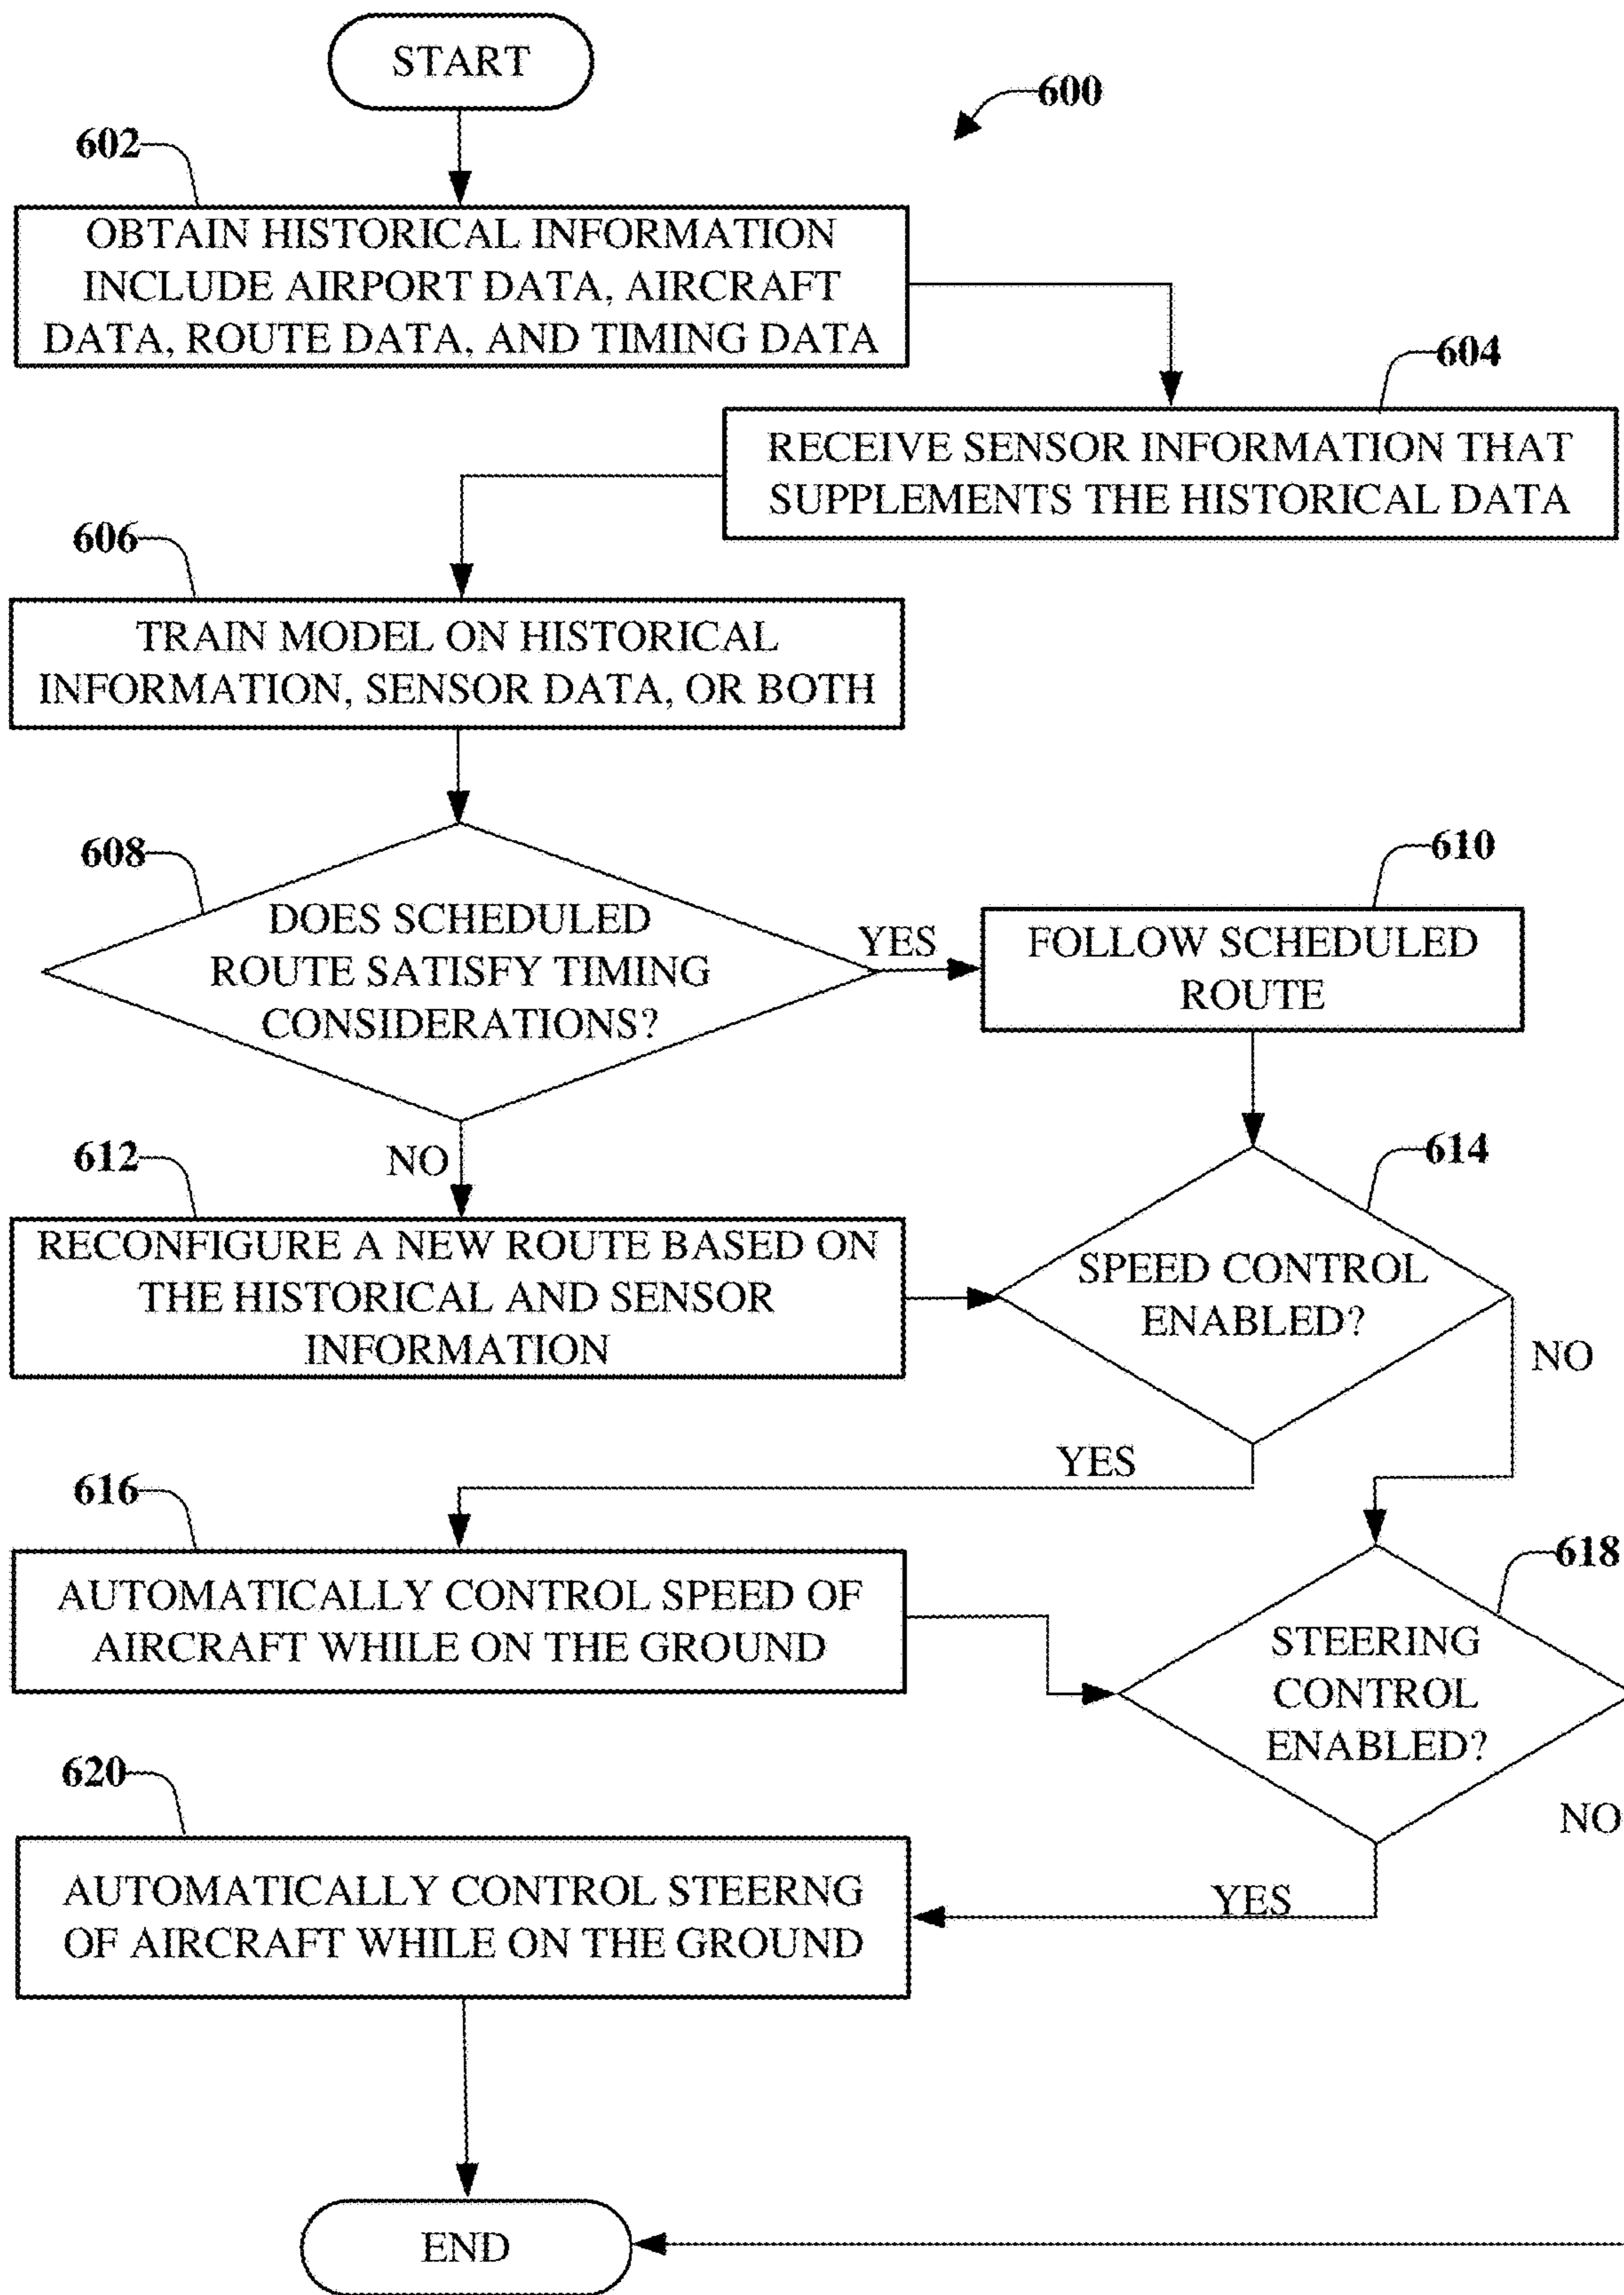 START
600
602
OBTAIN HISTORICAL INFORMATION
INCLUDE AIRPORT DATA, AIRCRAFT
DATA, ROUTE DATA, AND TIMING DATA
604
RECEIVE SENSOR INFORMATION THAT
SUPPLEMENTS THE HISTORICAL DATA
606
TRAIN MODEL ON HISTORICAL
INFORMATION, SENSOR DATA, OR BOTH
608
DOES SCHEDULED
ROUTE SATISFY TIMING
CONSIDERATIONS?
YES
610
FOLLOW SCHEDULED
ROUTE
NO
612
RECONFIGURE A NEW ROUTE BASED ON
THE HISTORICAL AND SENSOR
INFORMATION
614
SPEED CONTROL
ENABLED?
NO
YES
616
AUTOMATICALLY CONTROL SPEED OF
AIRCRAFT WHILE ON THE GROUND
618
STEERING
CONTROL
ENABLED?
NO
YES
620
AUTOMATICALLY CONTROL STEERNG
OF AIRCRAFT WHILE ON THE GROUND
END